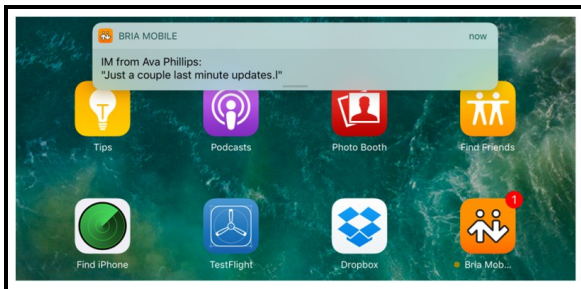 BRIA MOBILE now
IM from Ava Phillips:
"Just a couple last minute updates.l"
Tips Podcasts Photo Booth Find Friends
1
Find iPhone TestFlight Dropbox Bria Mob...